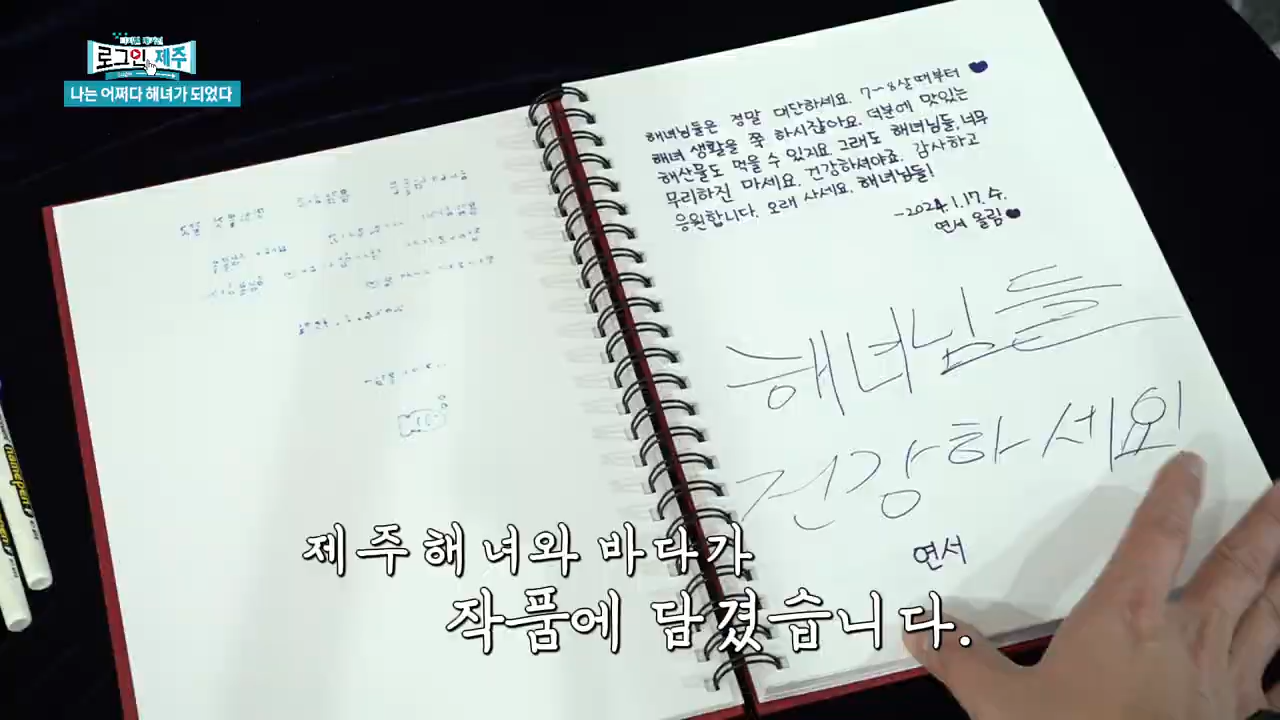 로그인 제주
나는 어쩌다 해녀가 되었다
해녀님들은 정말 대단하세요. 7~8살 때부터
해녀 생활을 쭉 하시잖아요. 덕분에 맛있는
해산물도 먹을 수 있지요. 그래도 해녀님들, 너무
무리하진 마세요. 건강하셔야죠. 감사하고
응원합니다. 오래 사세요. 해녀님들!
-2024.1.17.수.
연서 올림
해녀님들
건강하세요!
연서
제주해녀와 바다가
작품에 담겼습니다.
namepen